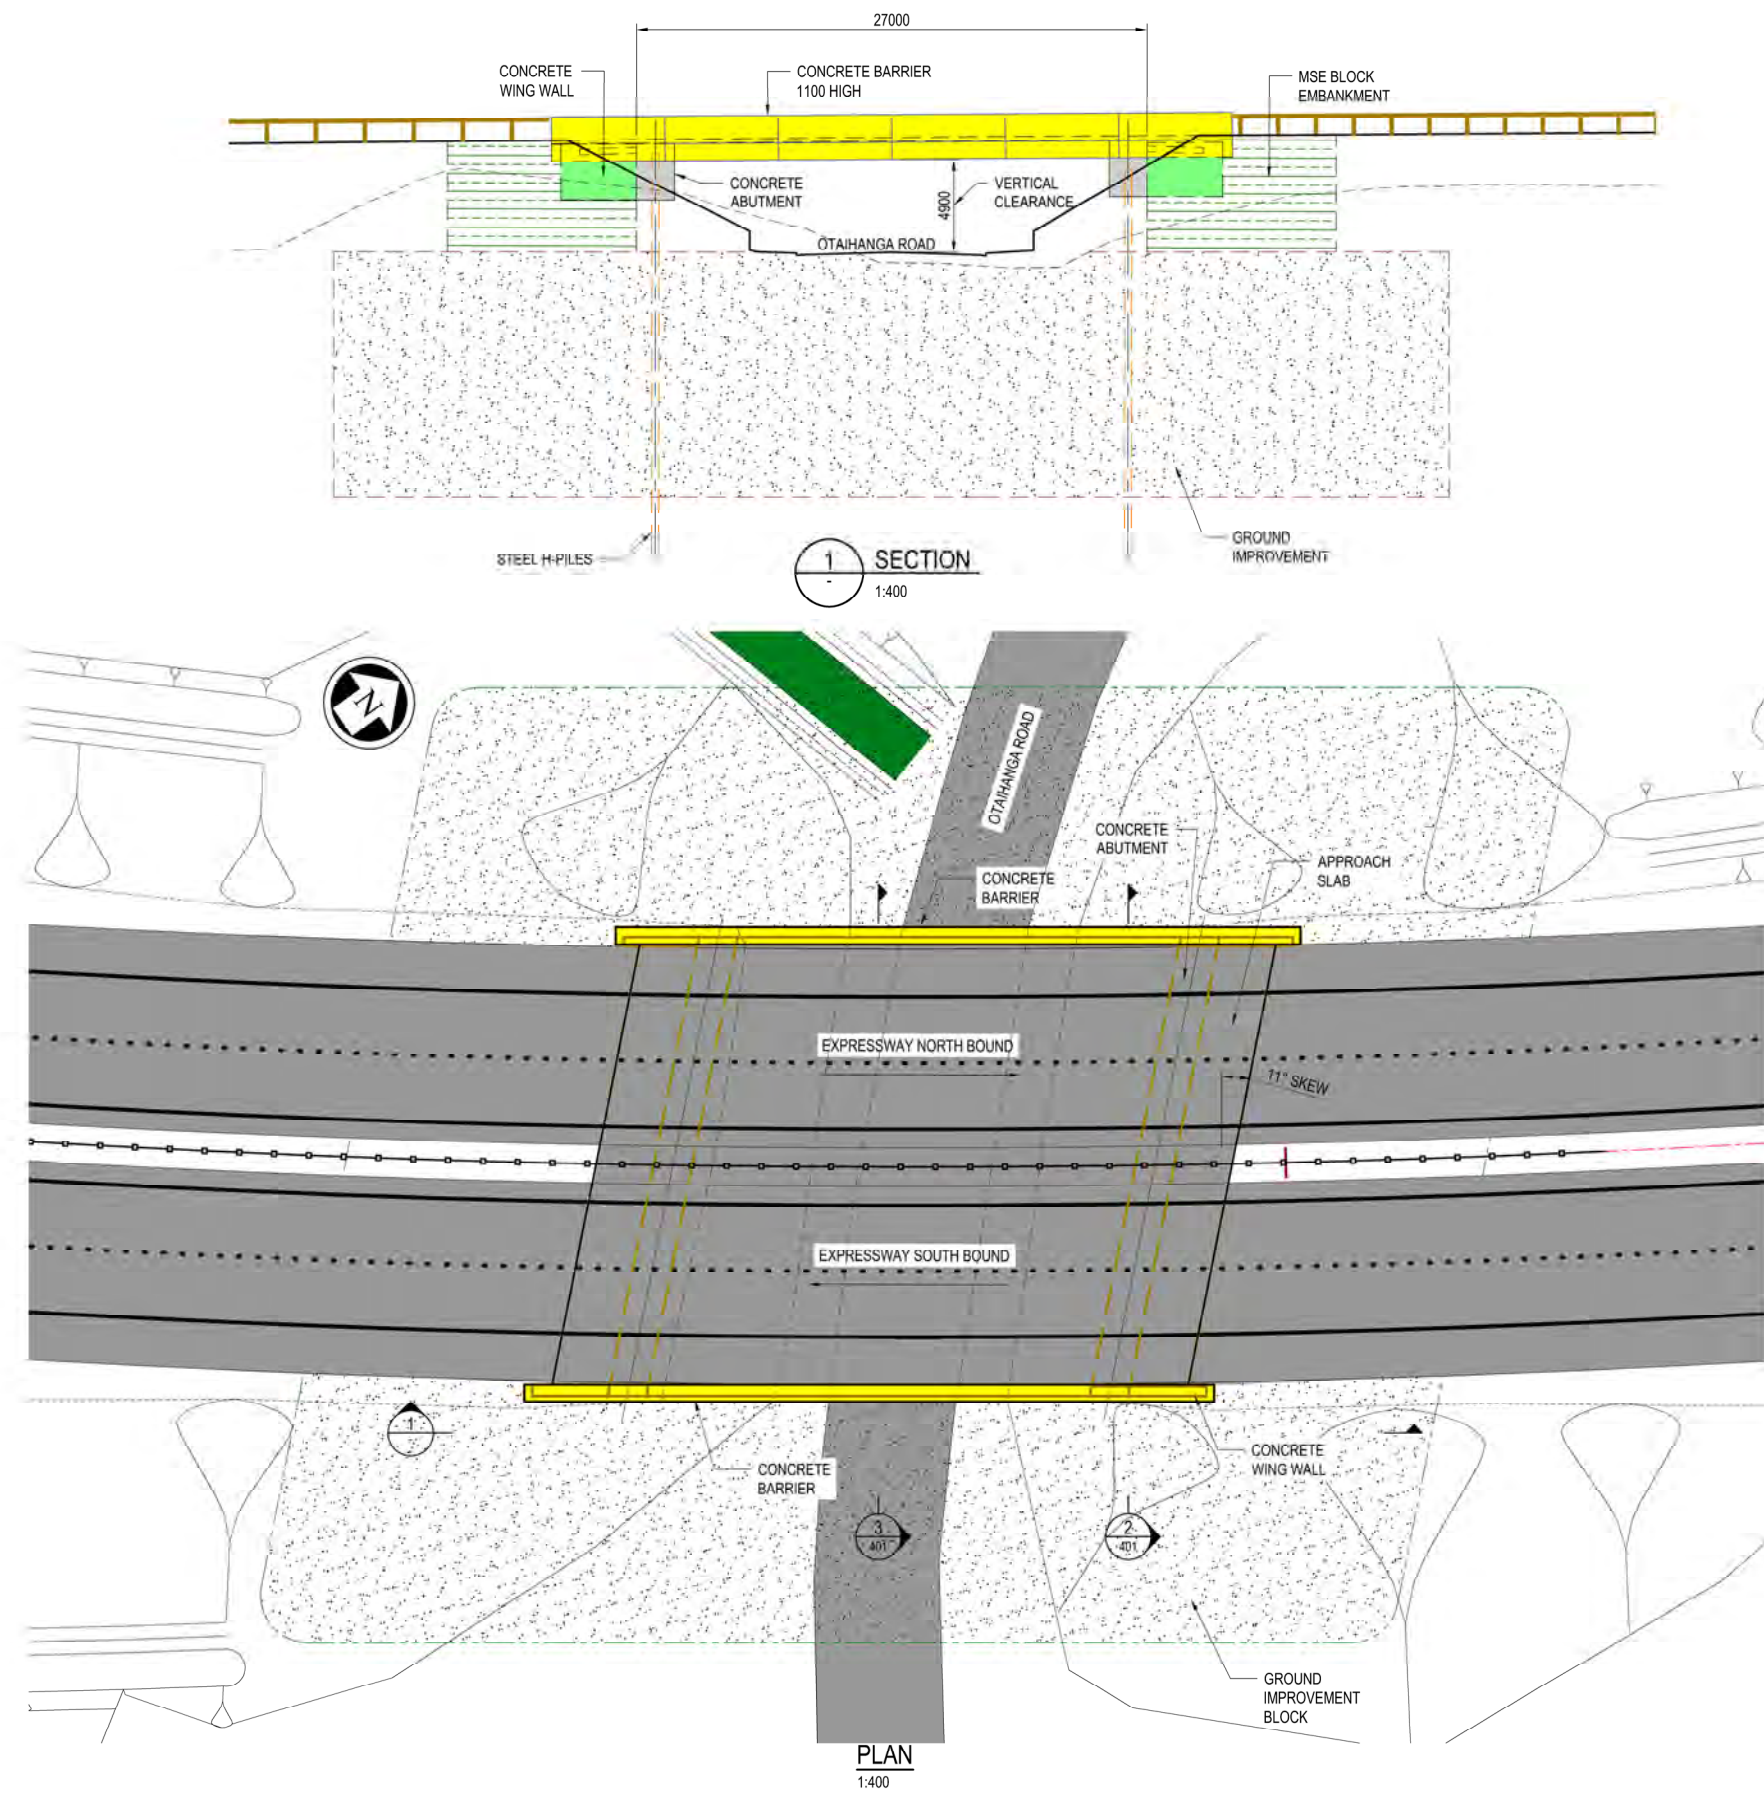 27000
CONCRETE
WING WALL
CONCRETE BARRIER
1100 HIGH
MSE BLOCK
EMBANKMENT
CONCRETE
ABUTMENT
4900
VERTICAL
CLEARANCE
OTAIHANGA ROAD
STEEL H-PILES
GROUND
IMPROVEMENT
1
-
SECTION
1:400
N
OTAIHANGA ROAD
CONCRETE
ABUTMENT
APPROACH
SLAB
CONCRETE
BARRIER
EXPRESSWAY NORTH BOUND
11° SKEW
EXPRESSWAY SOUTH BOUND
1
-
CONCRETE
WING WALL
CONCRETE
BARRIER
3
401
2
401
GROUND
IMPROVEMENT
BLOCK
PLAN
1:400